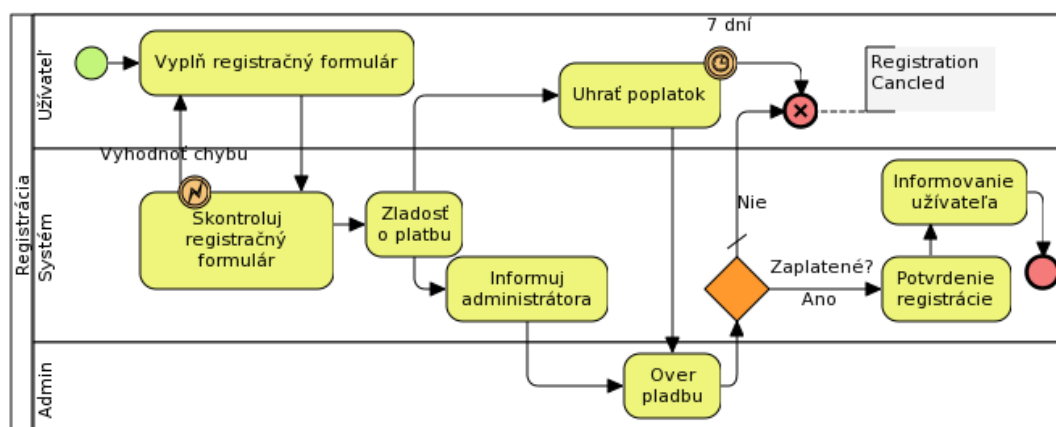 Registrácia
Užívateľ
Systém
Admin
Vyplň registračný formulár
7 dní
Uhrať poplatok
Registration
Cancled
Vyhodnoť chybu
Skontroluj
registračný
formulár
Zladosť
o platbu
Informuj
administrátora
Nie
Zaplatené?
Ano
Informovanie
užívateľa
Potvrdenie
registrácie
Over
pladbu